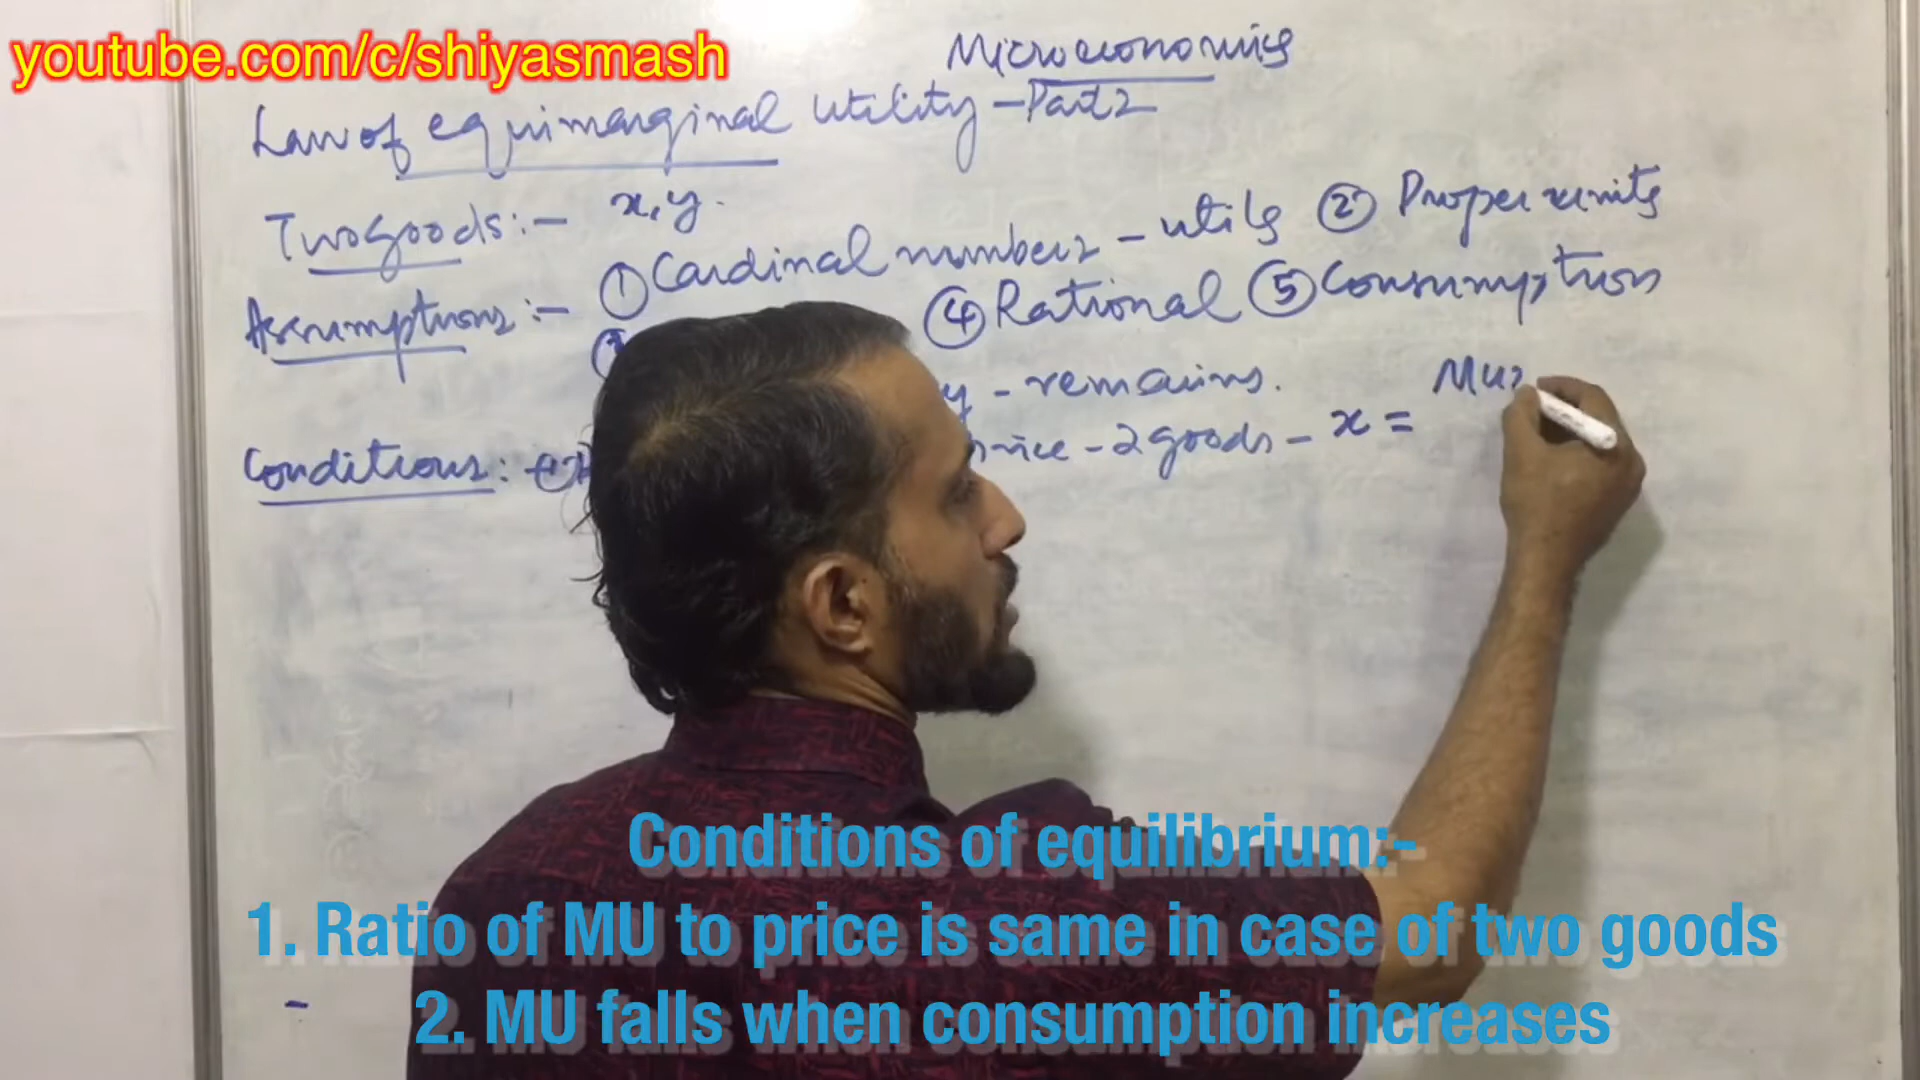 youtube.com/c/shiyasmash
Microeconomics
Law of equimarginal utility - Part 2
Two goods :- x, y.
Assumptions :- ① Cardinal numbers - utils ② Proper units
④ Rational ⑤ Consumption
y - remains.
Conditions : price - 2 goods - x = MUx
Conditions of equilibrium:-
1. Ratio of MU to price is same in case of two goods
2. MU falls when consumption increases